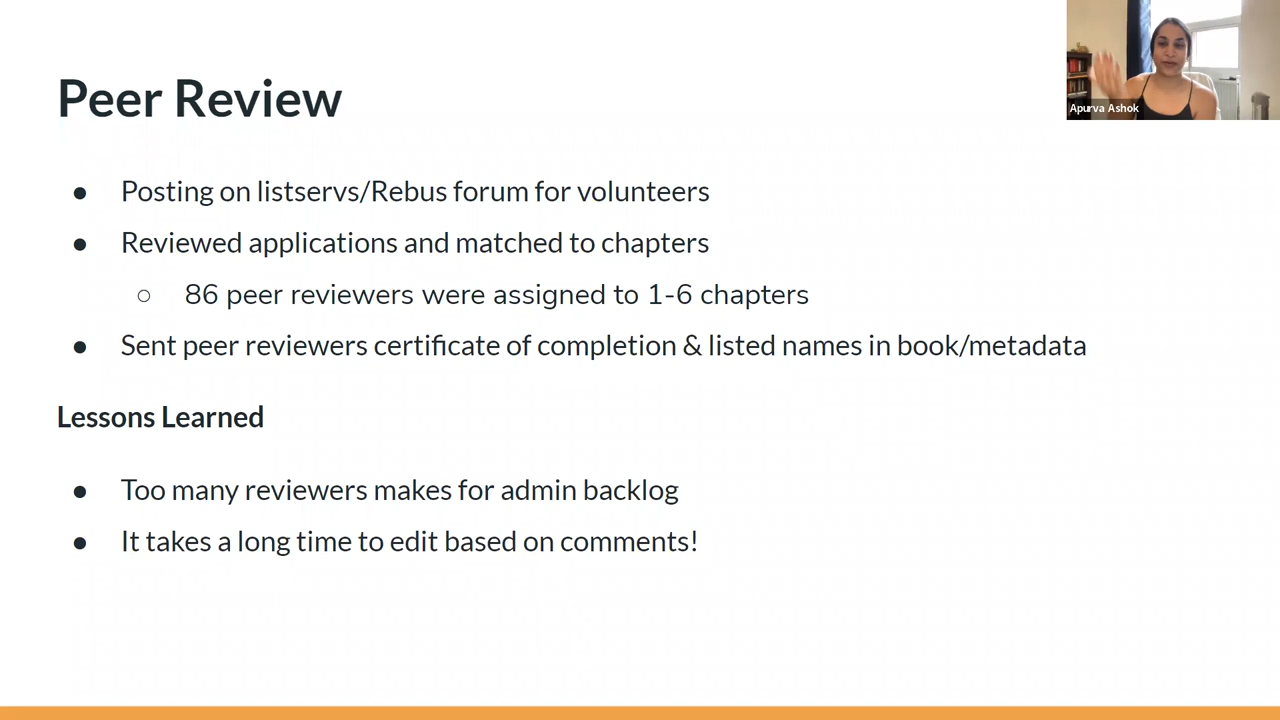 Peer Review
Apurva Ashok
● Posting on listservs/Rebus forum for volunteers
● Reviewed applications and matched to chapters
○ 86 peer reviewers were assigned to 1-6 chapters
● Sent peer reviewers certificate of completion & listed names in book/metadata
Lessons Learned
● Too many reviewers makes for admin backlog
● It takes a long time to edit based on comments!